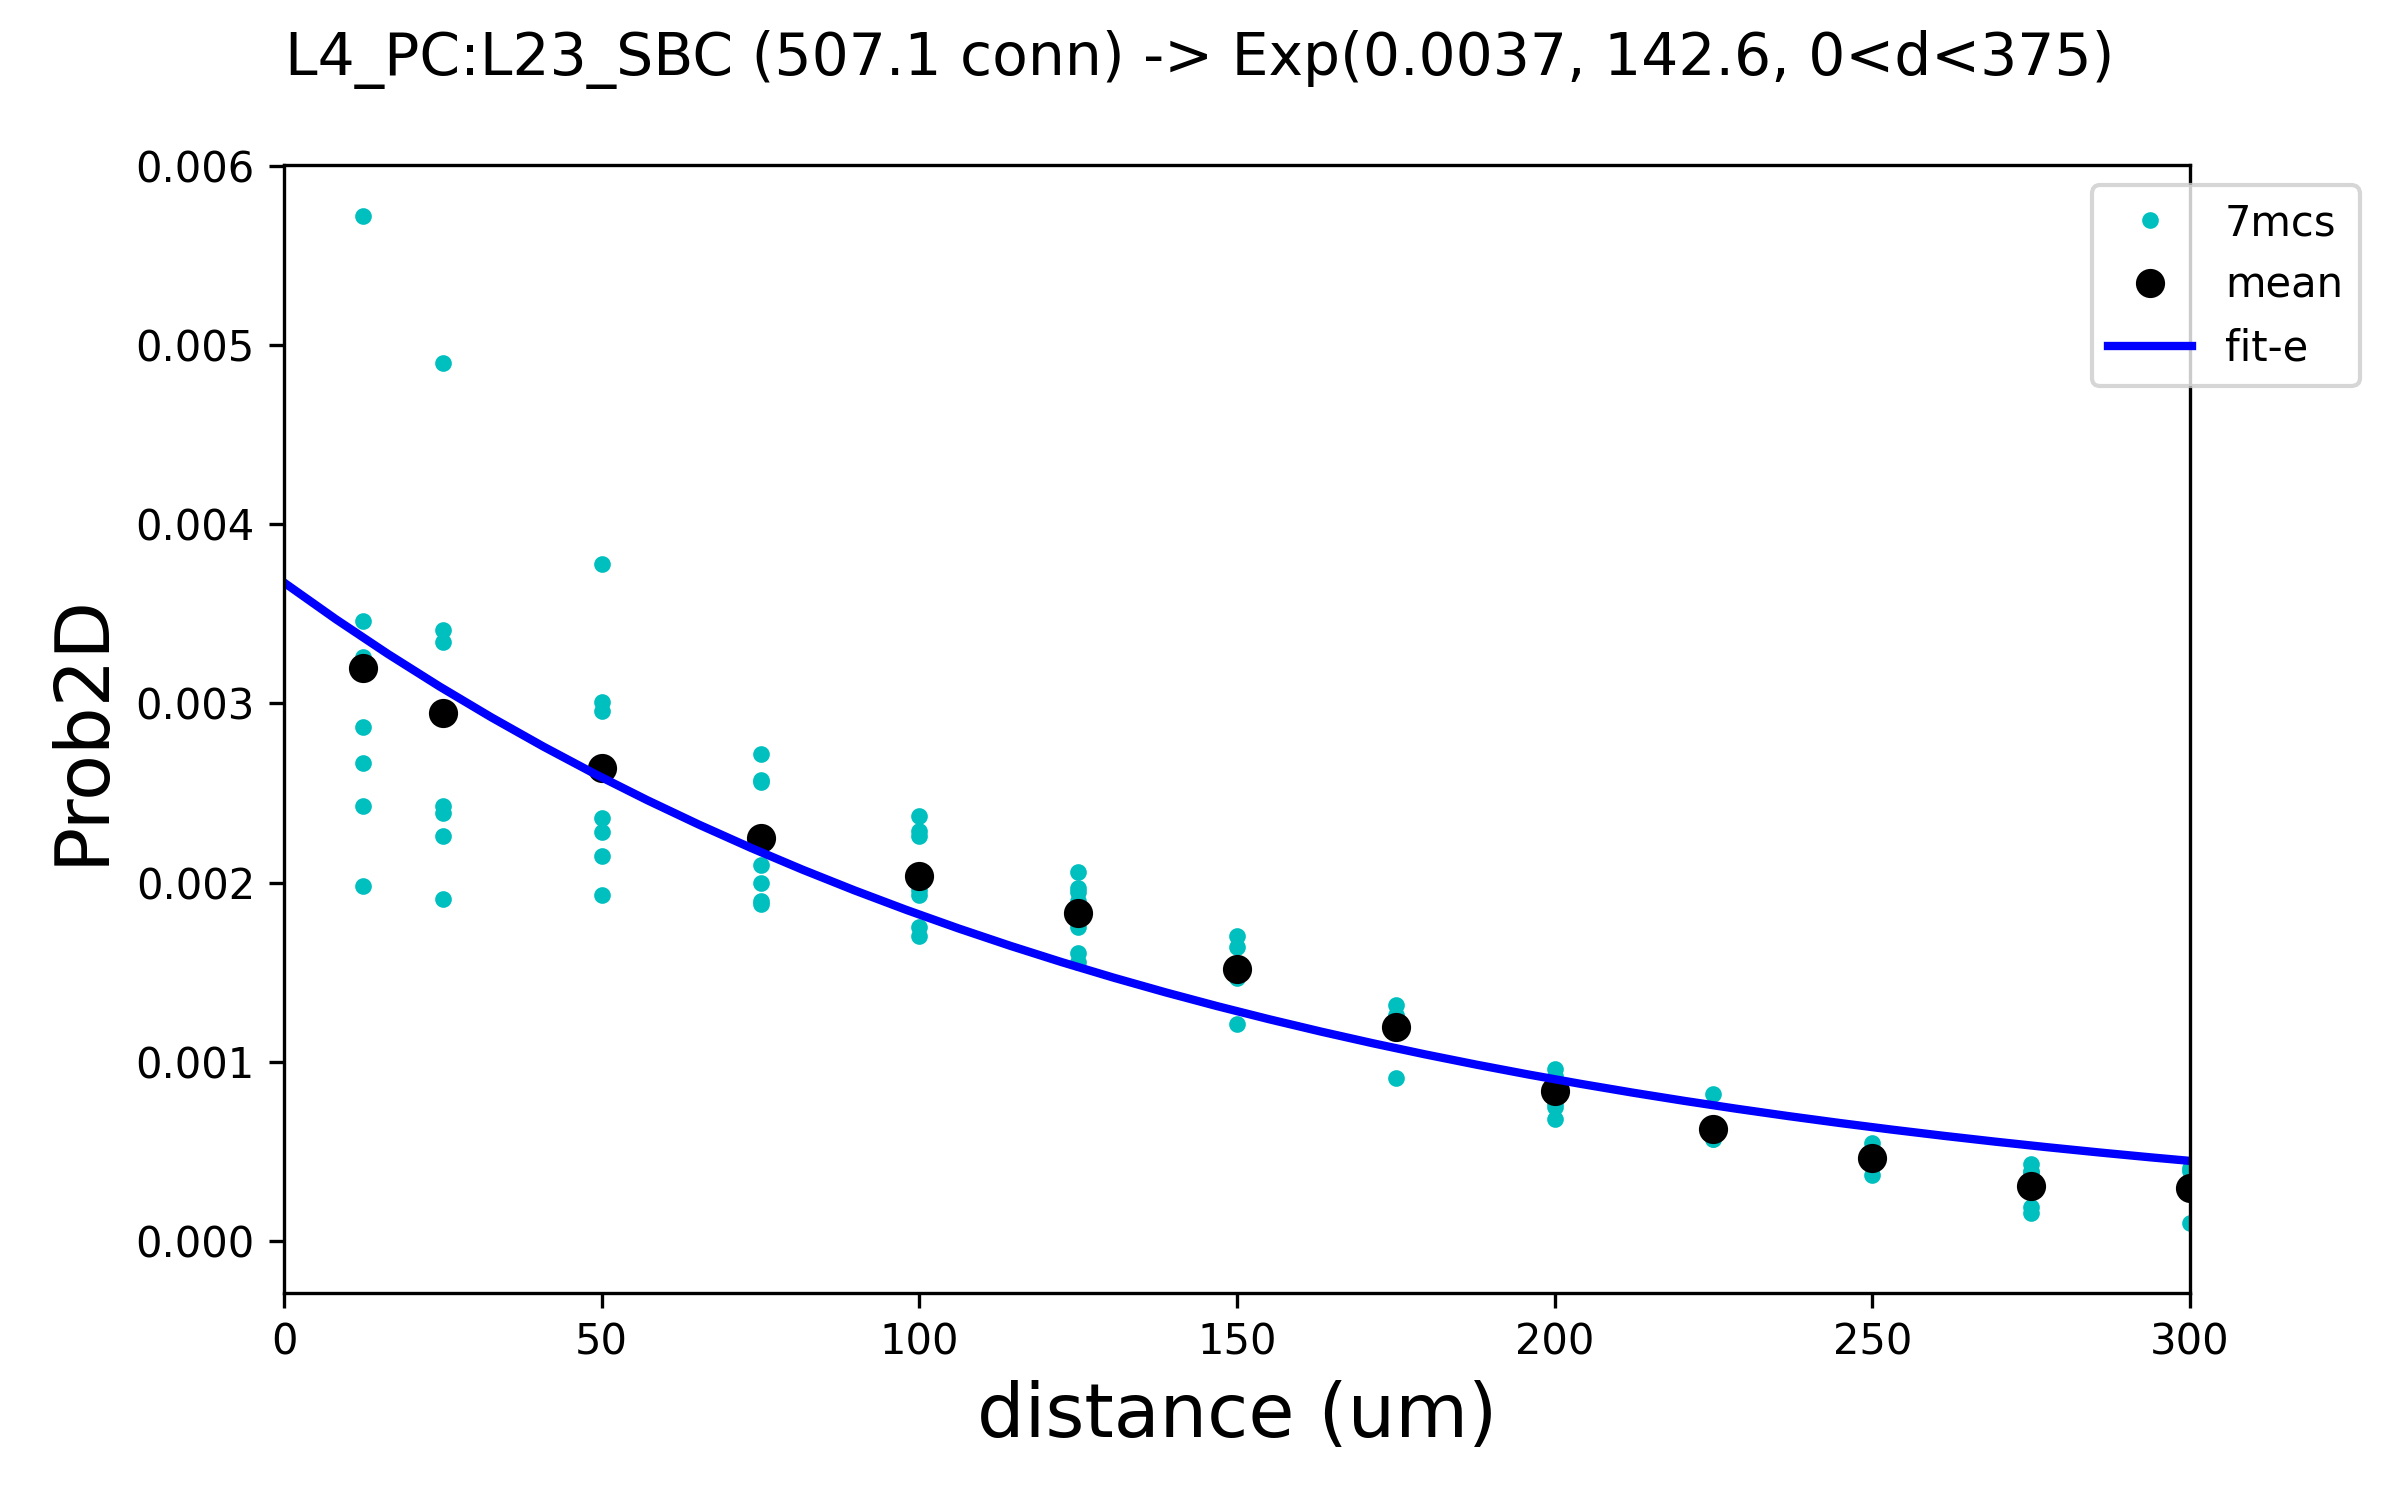 L4_PC:L23_SBC (507.1 conn) -> Exp(0.0037, 142.6, 0<d<375)
0.006
0.005
0.004
0.003
0.002
0.001
0.000
Prob2D
7mcs
mean
fit-e
0 50 100 150 200 250 300
distance (um)